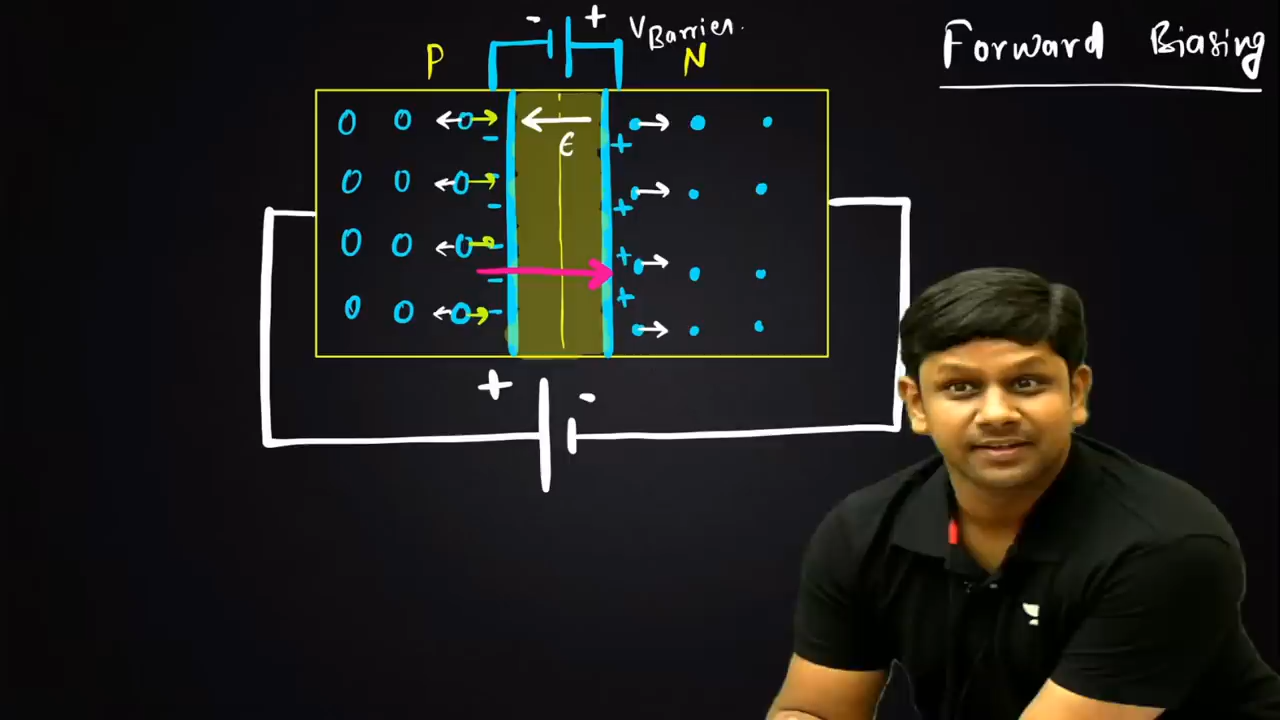 Forward Biasing
- + VBarrier.
P N
- +
- +
- +
- +
E
+ -